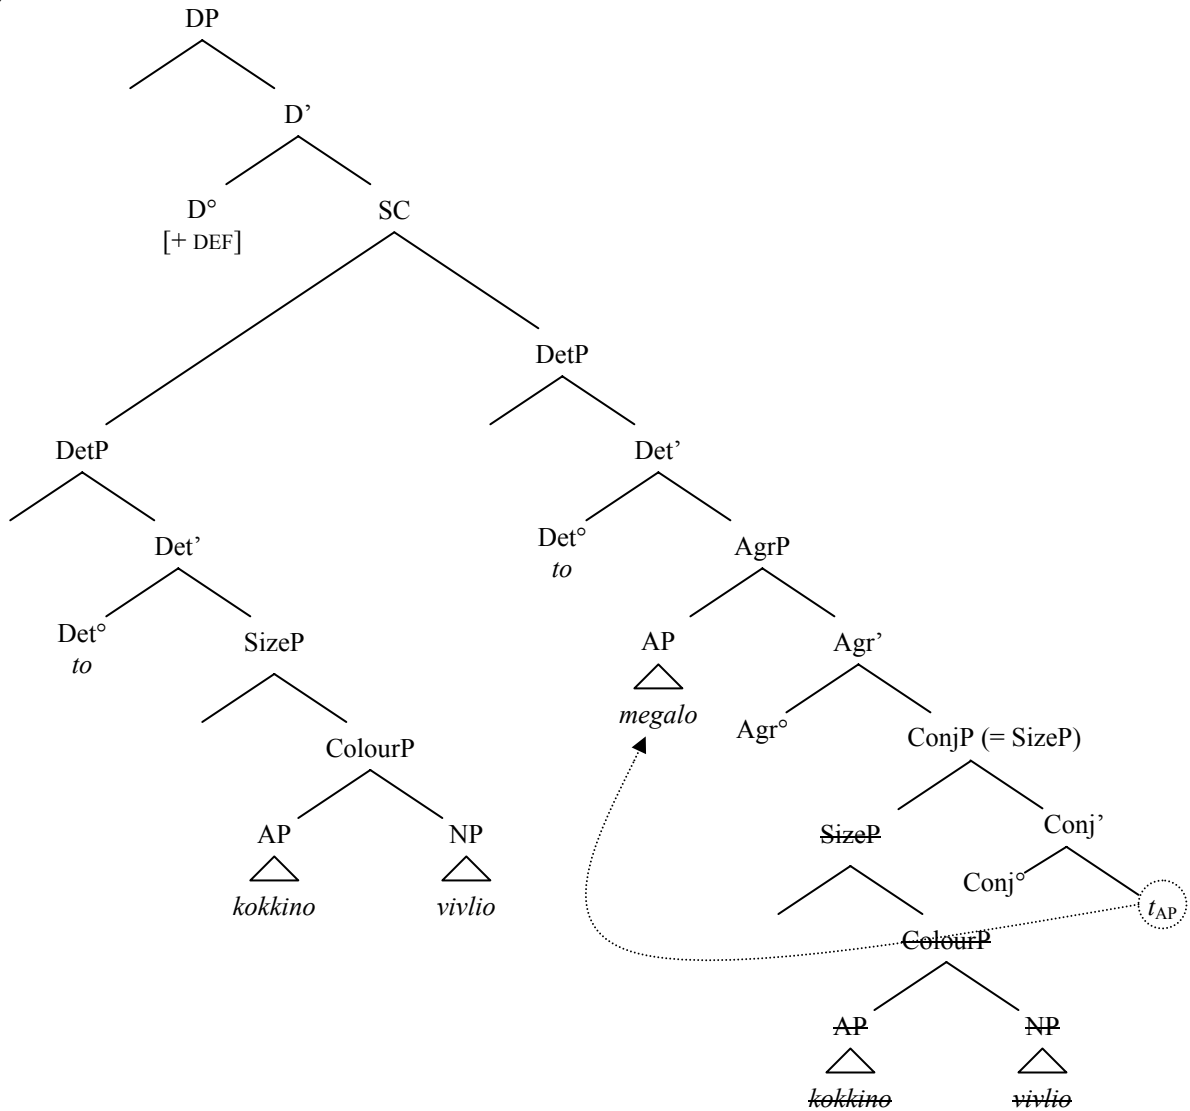 DP
D’
D° SC
[+ DEF]
DetP
DetP Det’
Det° AgrP
to
Det’
Det° SizeP AP Agr’
to
megalo Agr° ConjP (= SizeP)
ColourP
AP NP SizeP Conj’
kokkino vivlio Conj° tAP
ColourP
AP NP
kokkino vivlio